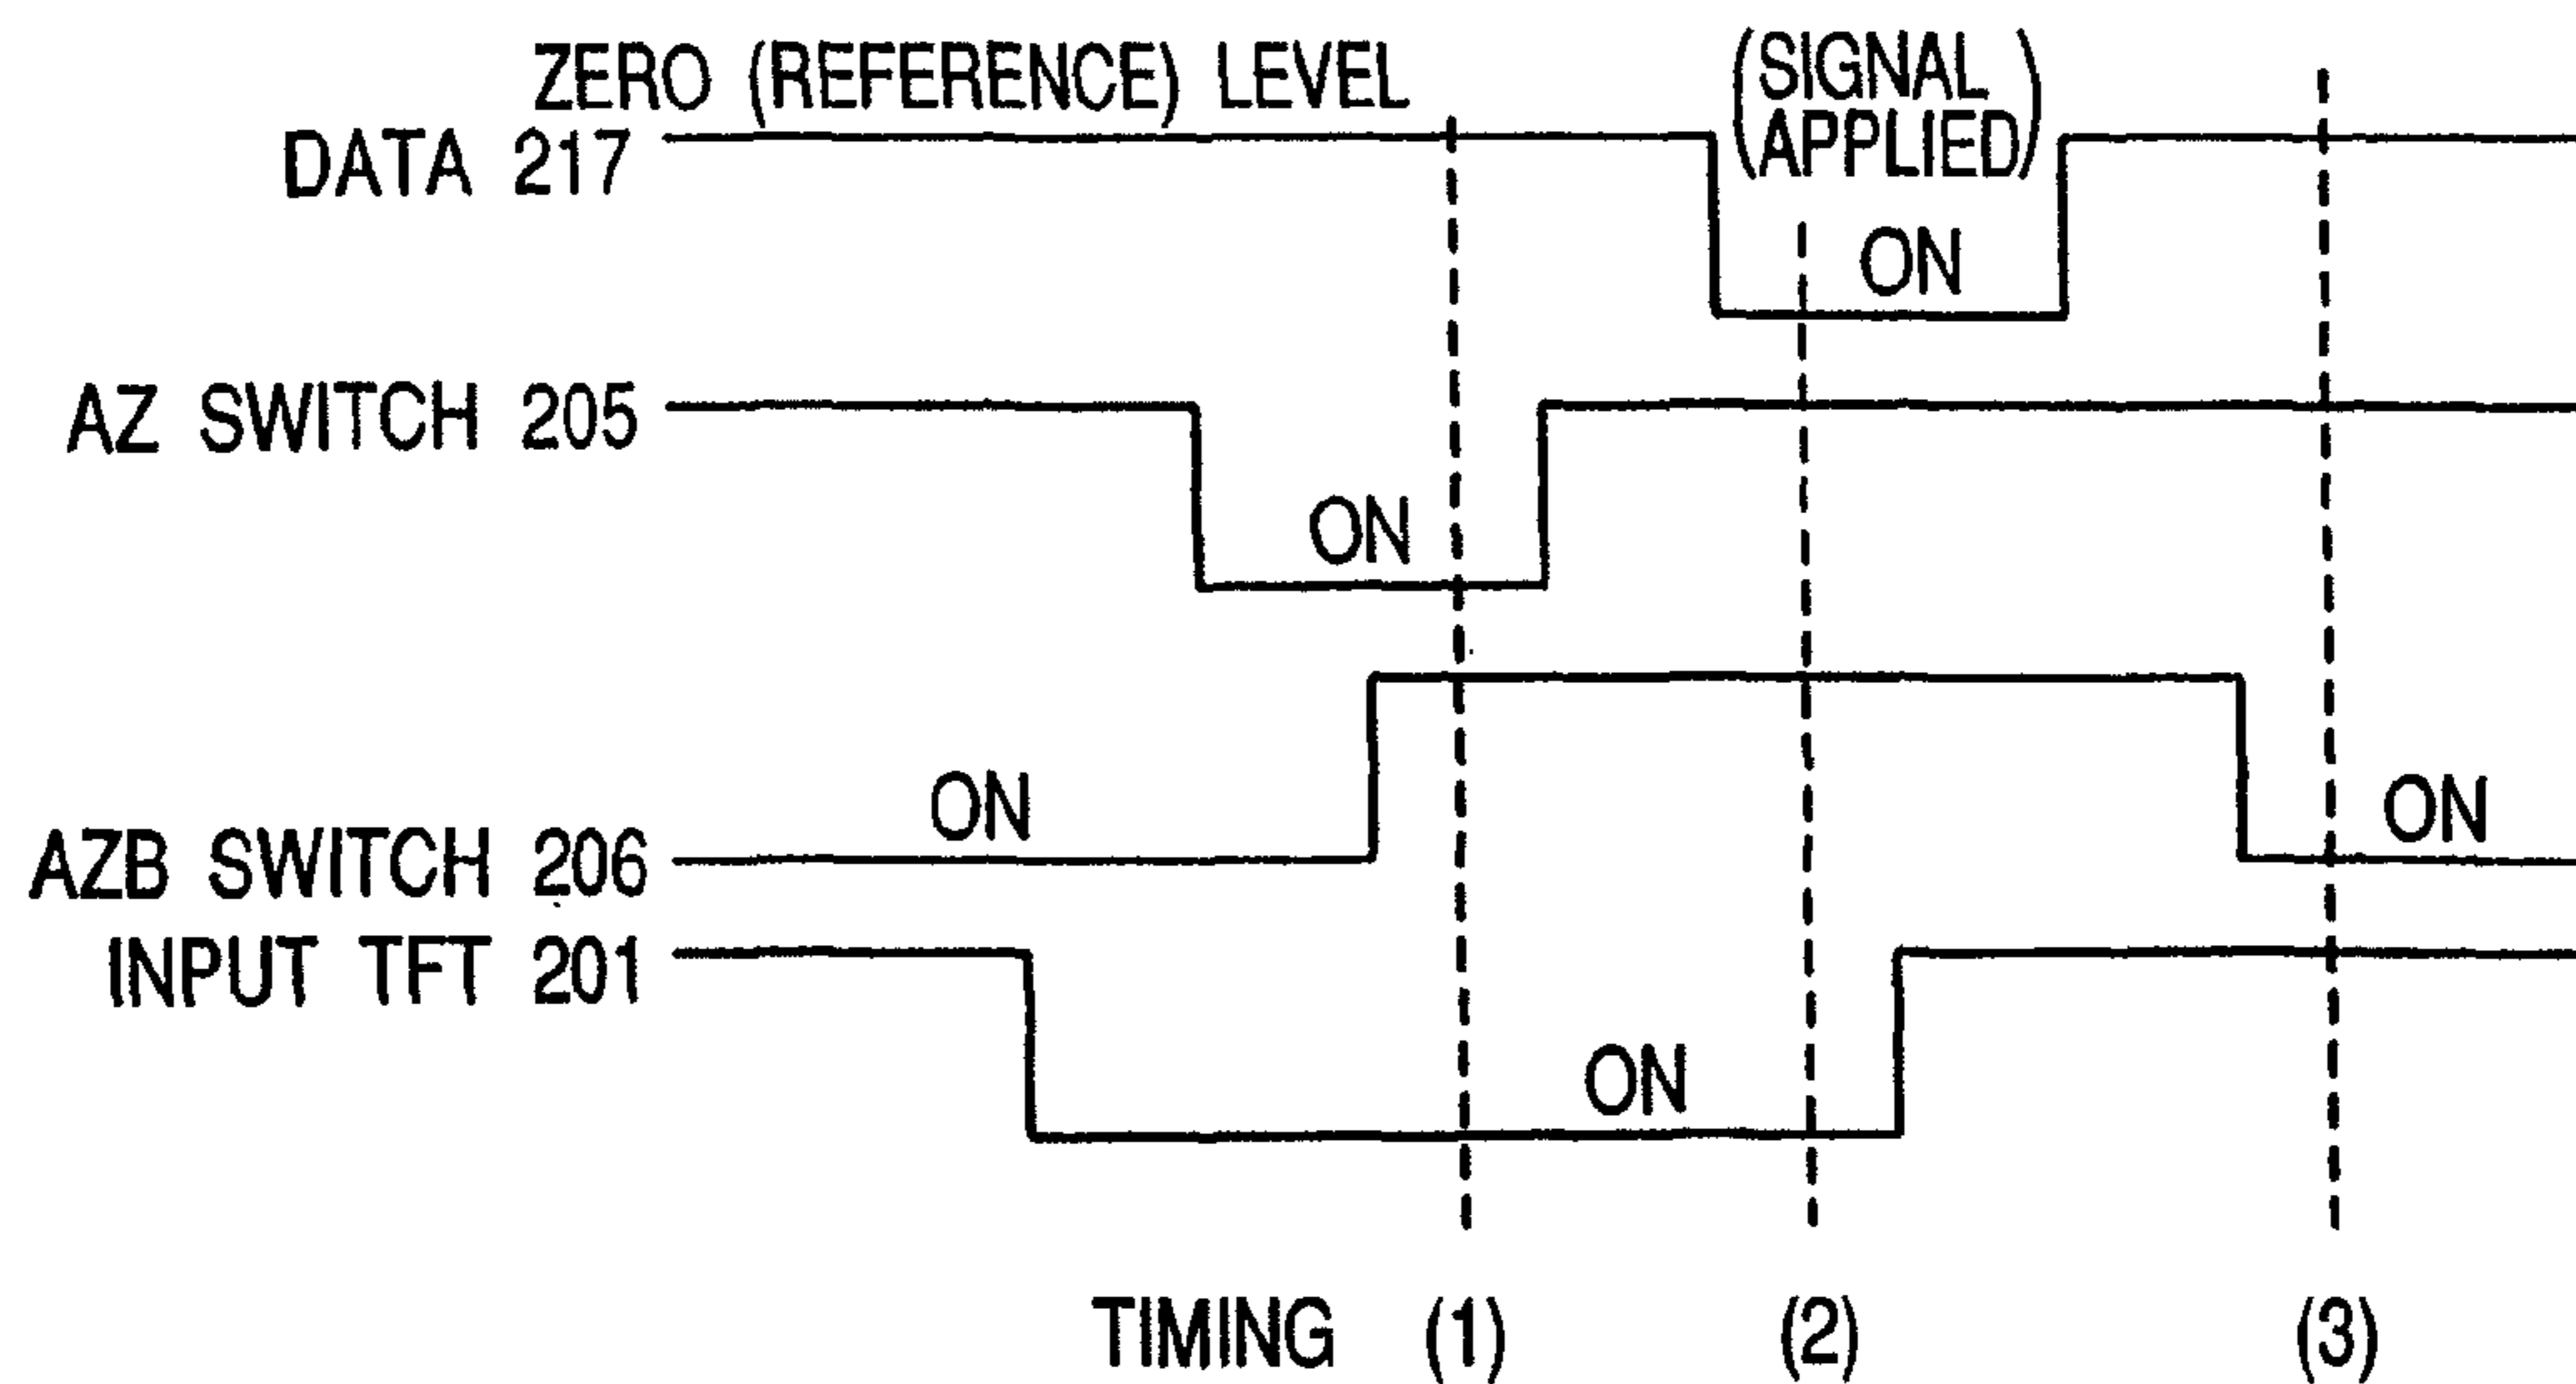 ZERO (REFERENCE) LEVEL
(SIGNAL
APPLIED)
DATA 217
ON
AZ SWITCH 205
ON
ON
AZB SWITCH 206
ON
INPUT TFT 201
ON
TIMING (1) (2) (3)